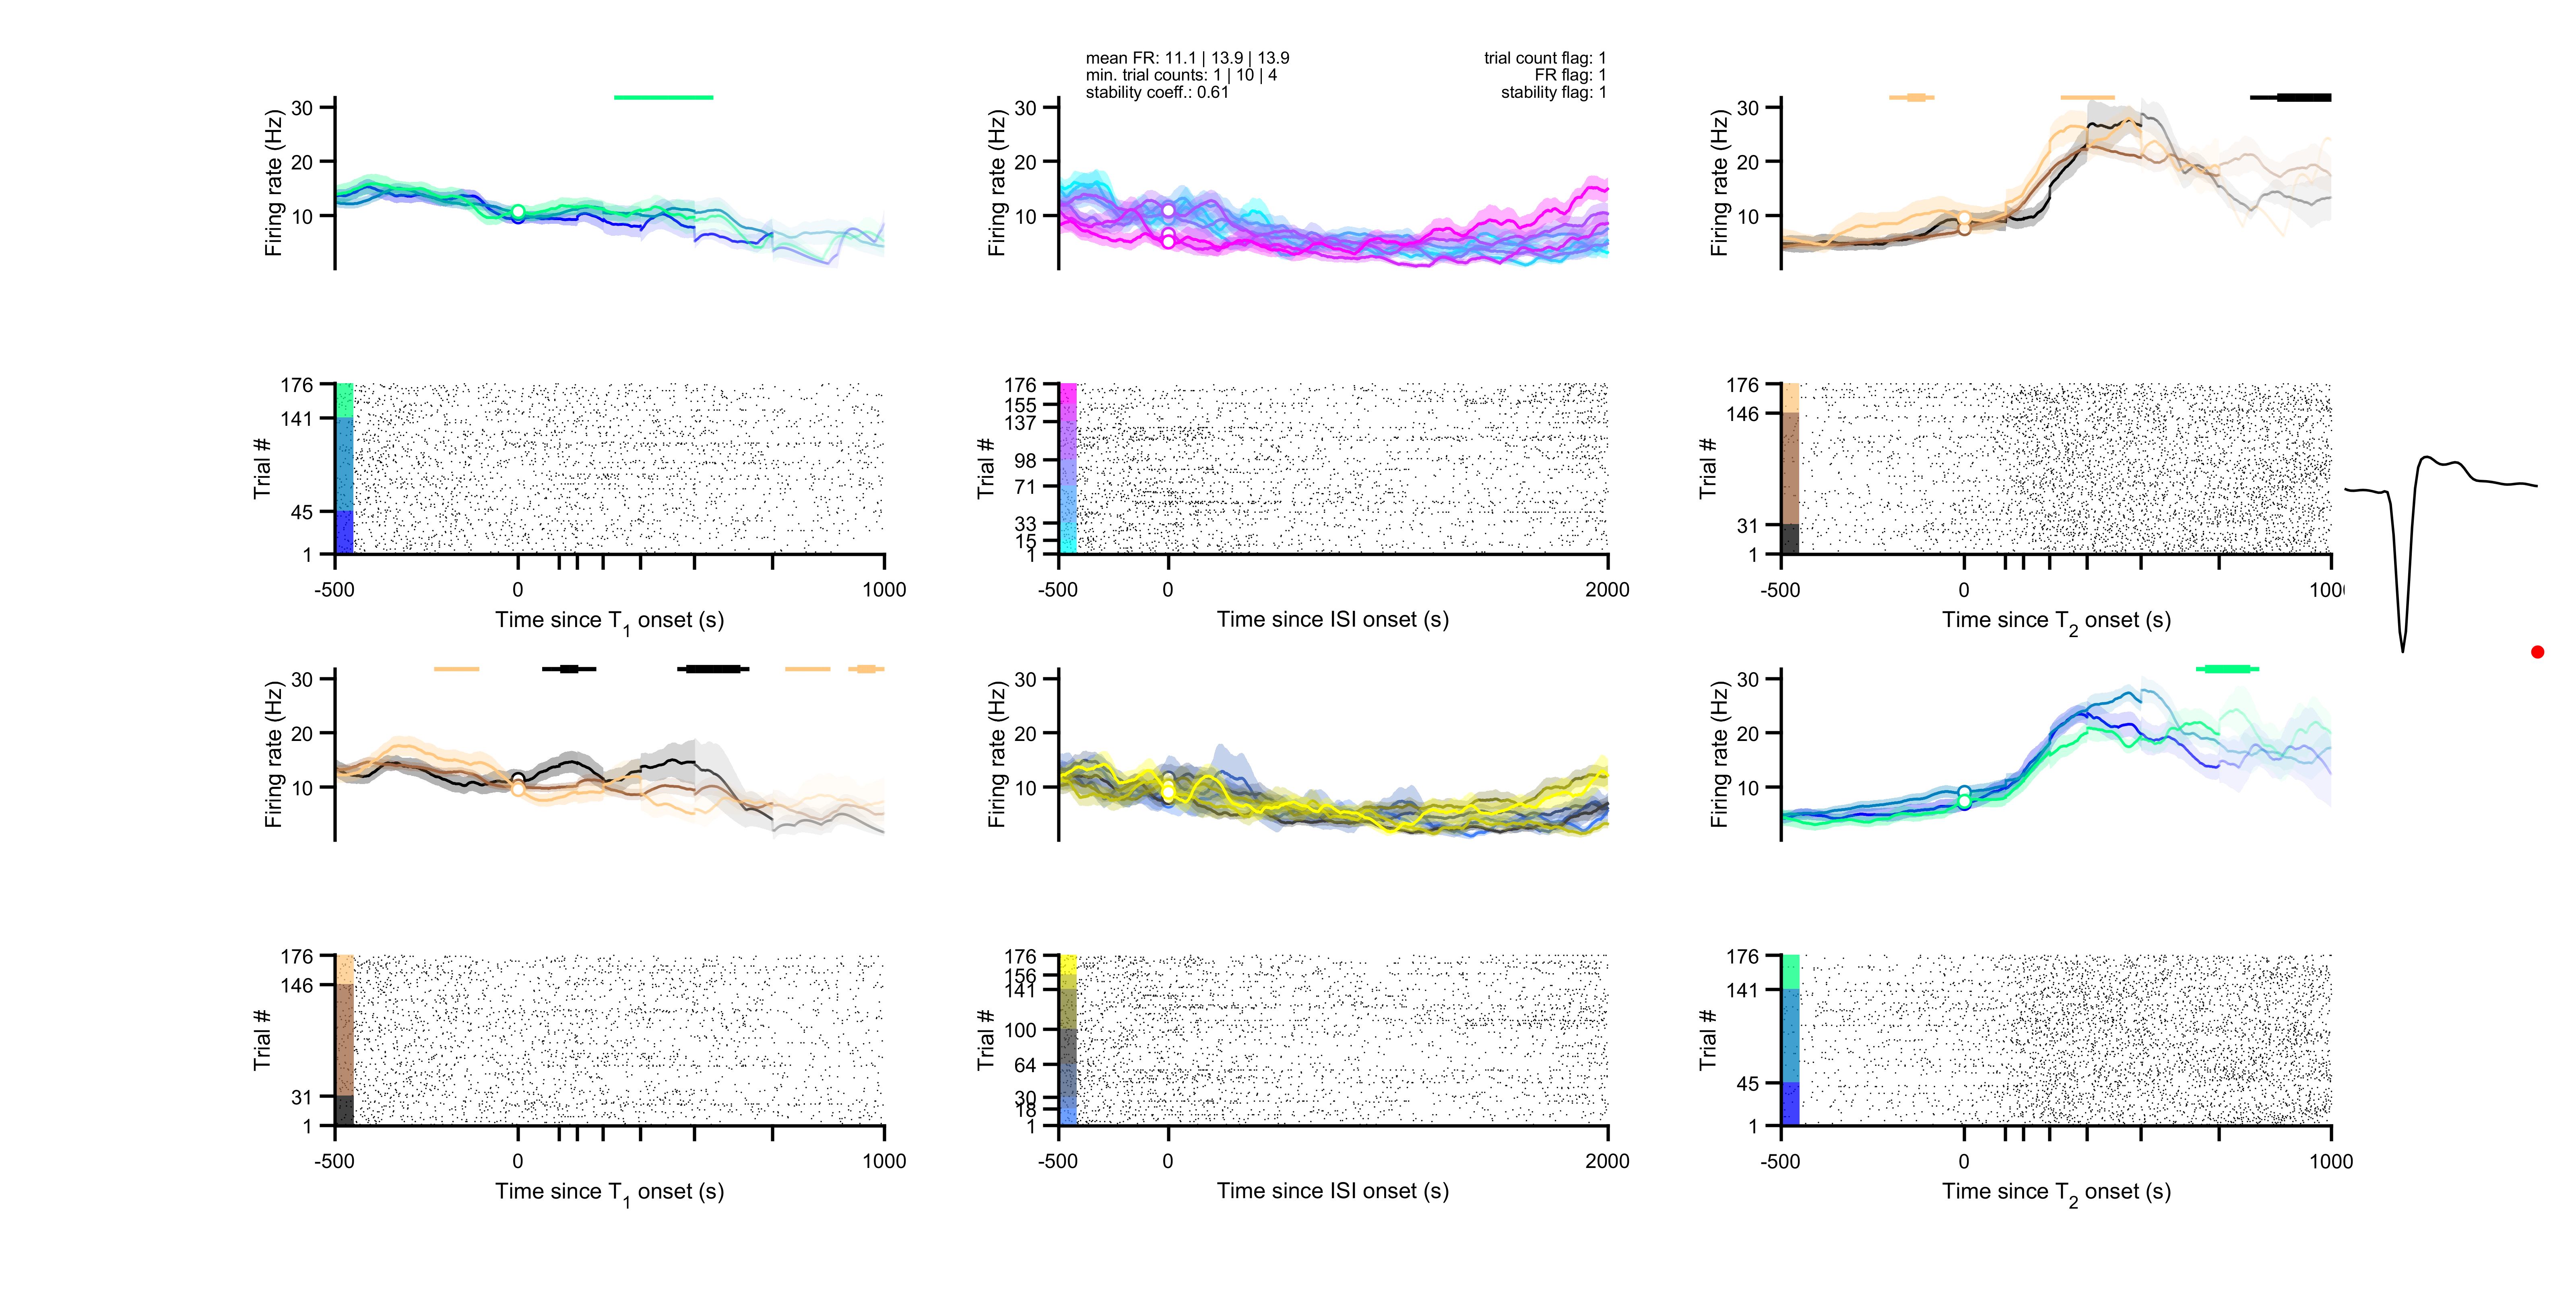 mean FR: 11.1 | 13.9 | 13.9
min. trial counts: 1 | 10 | 4
stability coeff.: 0.61
trial count flag: 1
FR flag: 1
stability flag: 1
Firing rate (Hz)
30
20
10
Firing rate (Hz)
30
20
10
Firing rate (Hz)
30
20
10
Trial #
176
141
45
1
-500
0
1000
Time since T1 onset (s)
Trial #
176
155
137
98
71
33
15
1
-500
0
2000
Time since ISI onset (s)
Trial #
176
146
31
1
-500
0
Time since T2 onset (s)
Firing rate (Hz)
30
20
10
Firing rate (Hz)
30
20
10
Firing rate (Hz)
30
20
10
Trial #
176
146
31
1
-500
0
1000
Time since T1 onset (s)
Trial #
176
156
141
100
64
30
18
1
-500
0
2000
Time since ISI onset (s)
Trial #
176
141
45
1
-500
0
1000
Time since T2 onset (s)